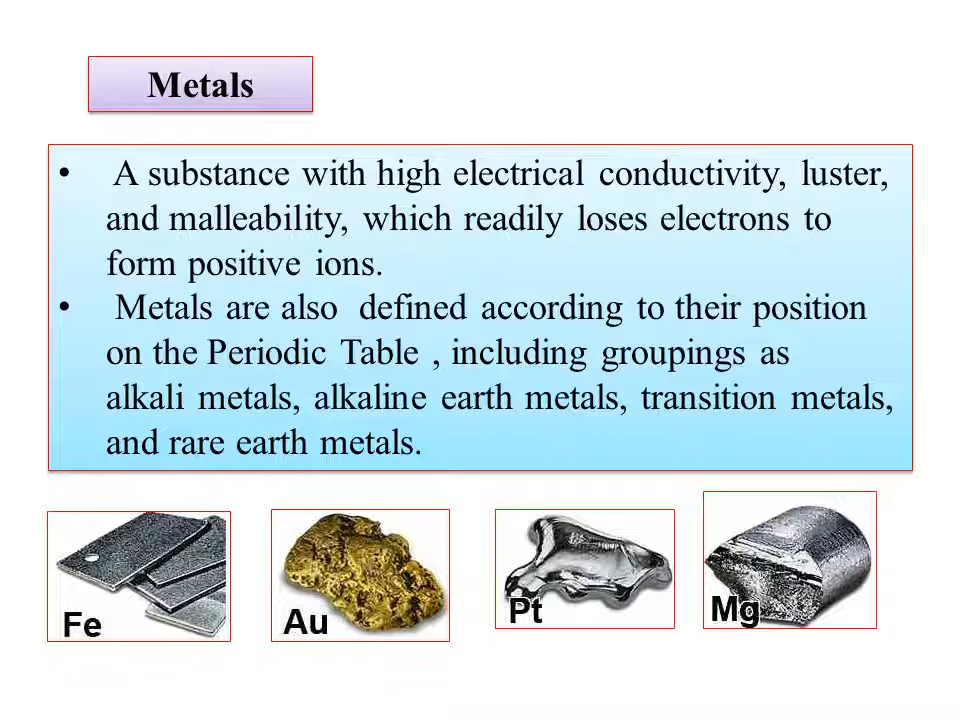 Metals
• A substance with high electrical conductivity, luster,
and malleability, which readily loses electrons to
form positive ions.
• Metals are also defined according to their position
on the Periodic Table , including groupings as
alkali metals, alkaline earth metals, transition metals,
and rare earth metals.
Fe
Au
Pt
Mg